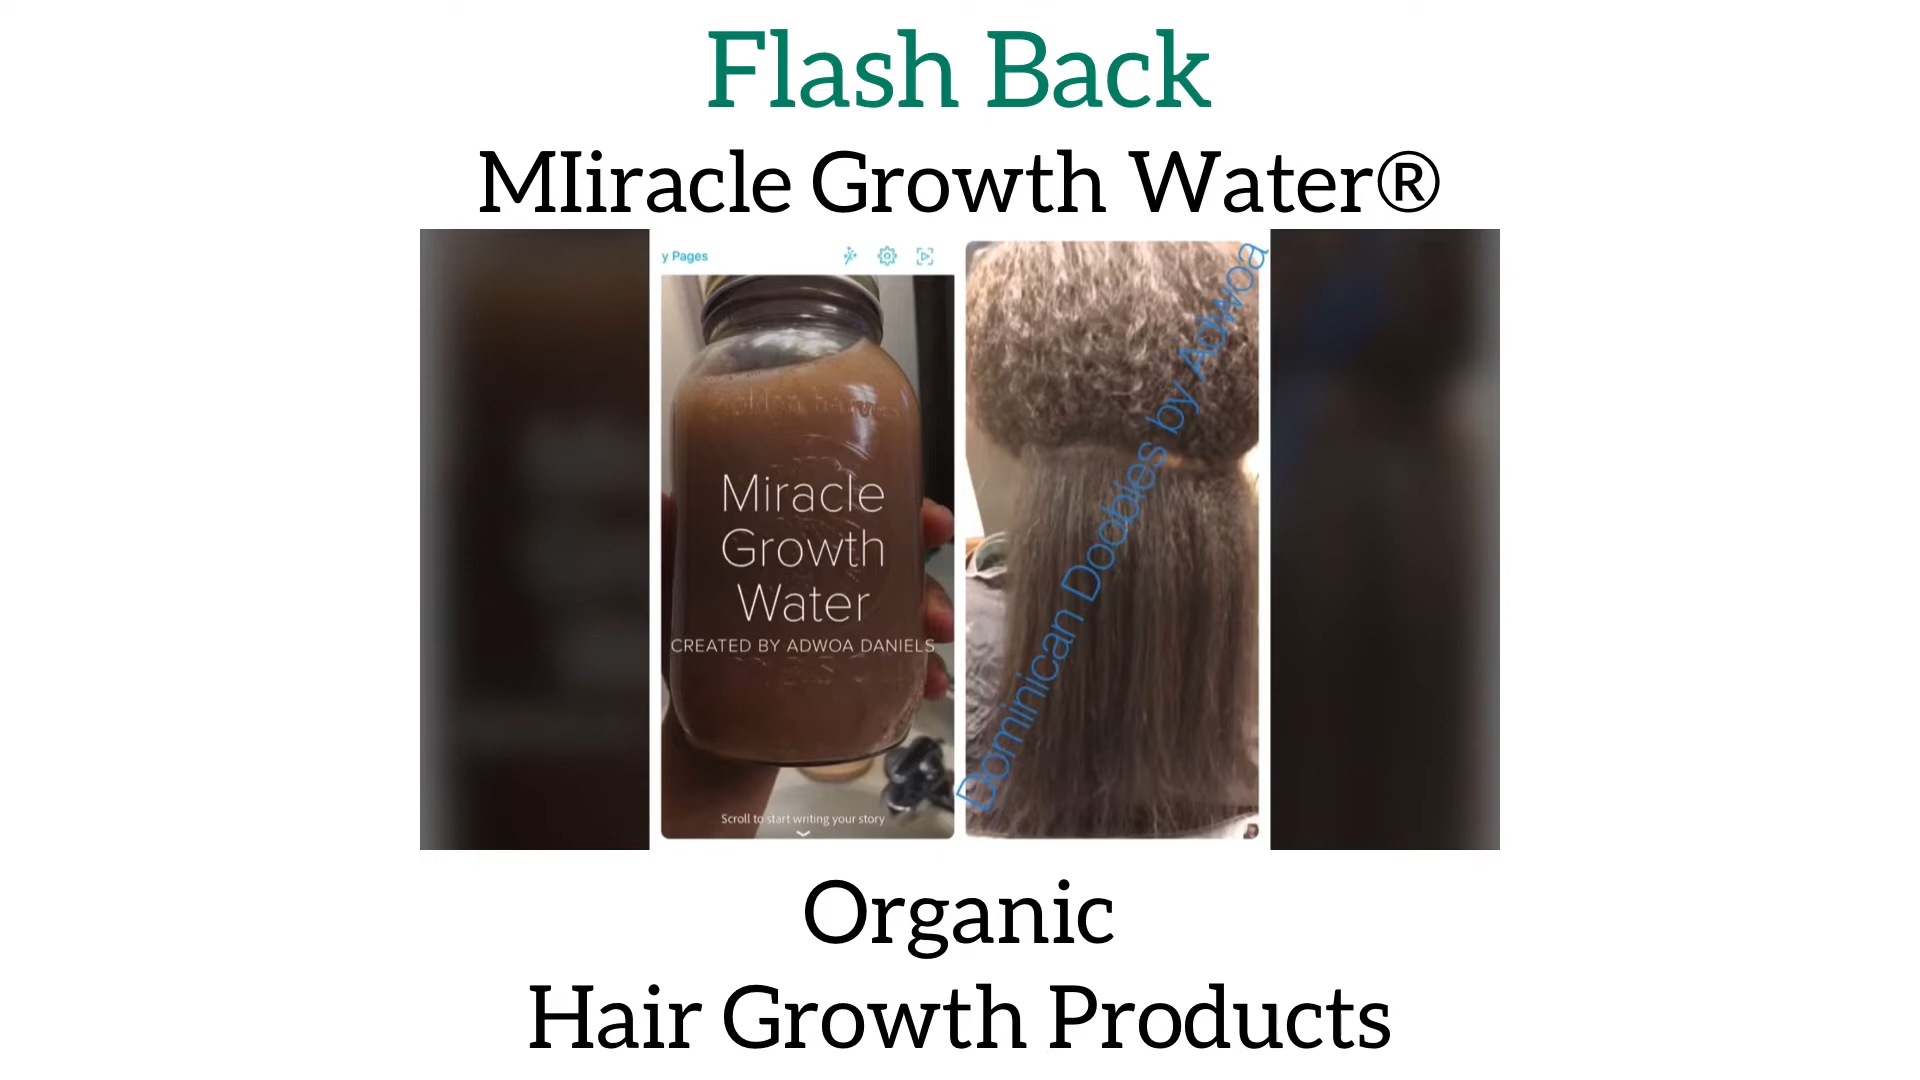 Flash Back
MIiracle Growth Water®
y Pages
Miracle
Growth
Water
CREATED BY ADWOA DANIELS
Scroll to start writing your story
Dominican Doobies by Adwoa
Organic
Hair Growth Products